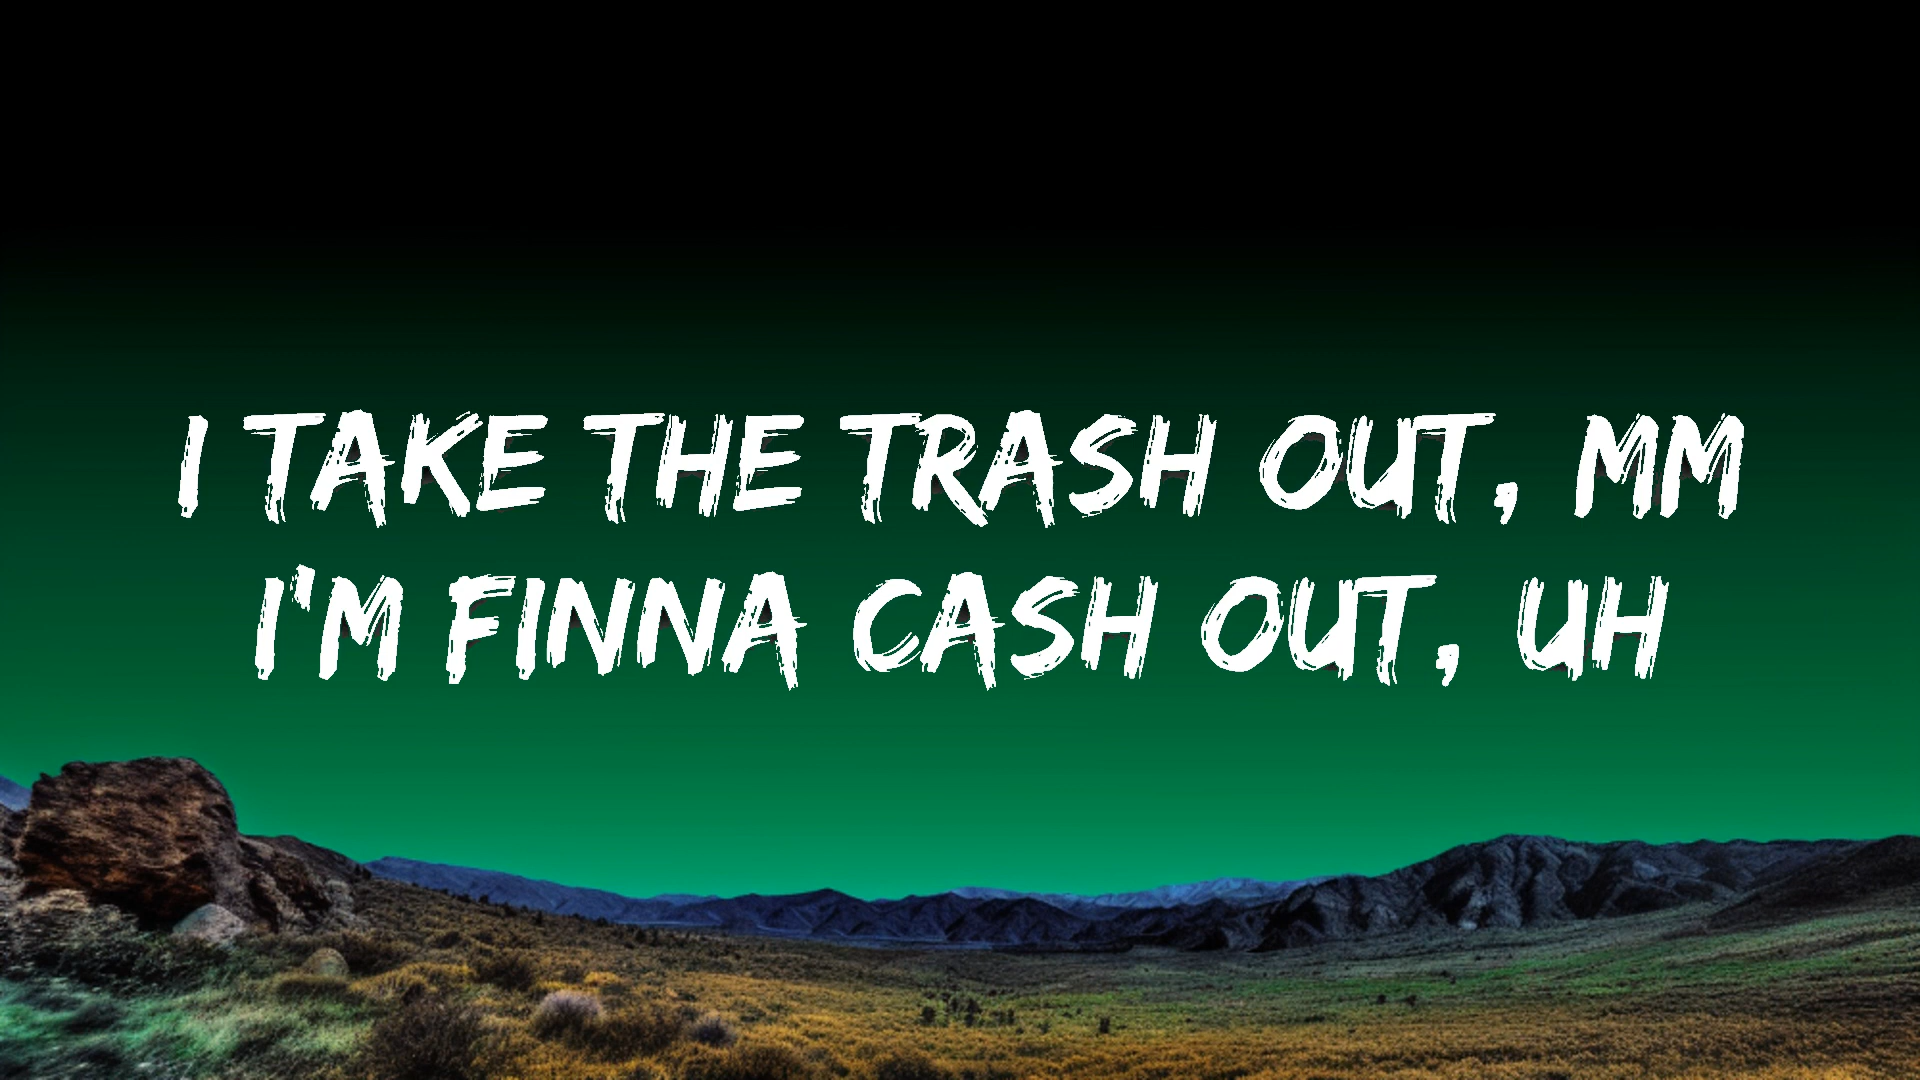 I TAKE THE TRASH OUT, MM
I'M FINNA CASH OUT, UH